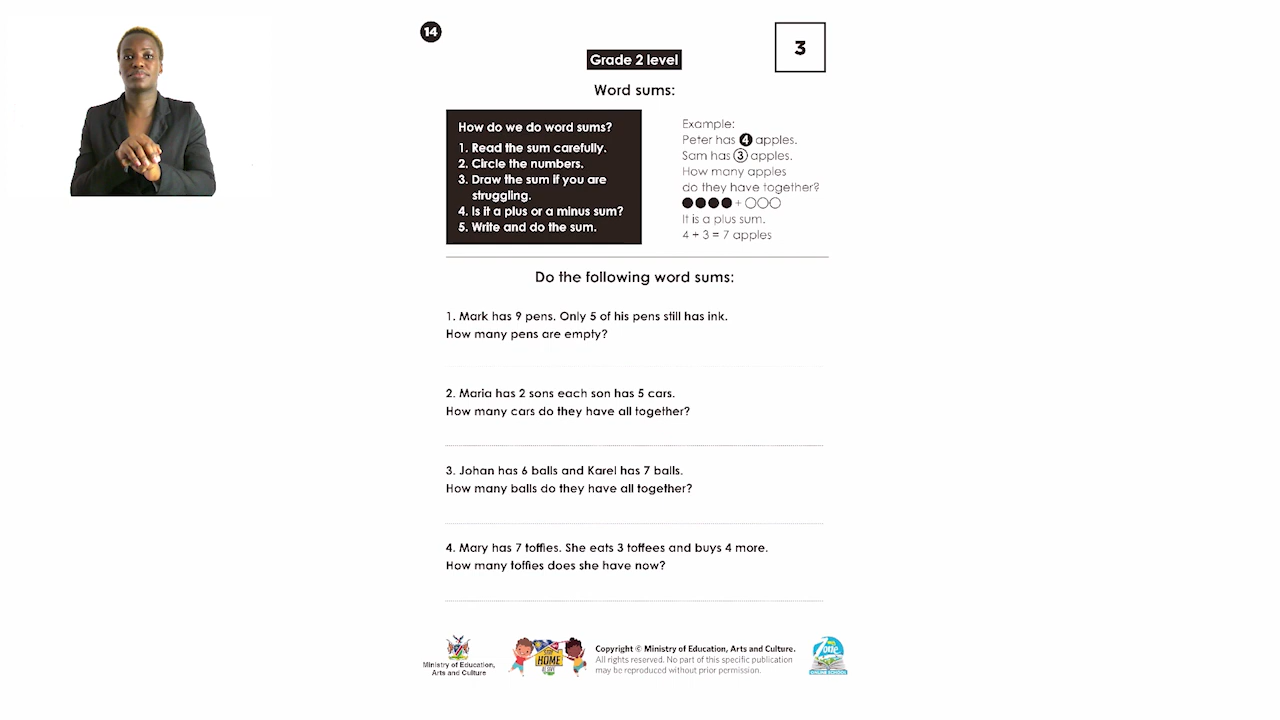 14
3
Grade 2 level
Word sums:
How do we do word sums?
1. Read the sum carefully.
2. Circle the numbers.
3. Draw the sum if you are
struggling.
4. Is it a plus or a minus sum?
5. Write and do the sum.
Example:
Peter has 4 apples.
Sam has 3 apples.
How many apples
do they have together?
+
It is a plus sum.
4 + 3 = 7 apples
Do the following word sums:
1. Mark has 9 pens. Only 5 of his pens still has ink.
How many pens are empty?
2. Maria has 2 sons each son has 5 cars.
How many cars do they have all together?
3. Johan has 6 balls and Karel has 7 balls.
How many balls do they have all together?
4. Mary has 7 toffies. She eats 3 toffees and buys 4 more.
How many toffies does she have now?
Ministry of Education,
Arts and Culture
HOME
Copyright © Ministry of Education, Arts and Culture.
All rights reserved. No part of this specific publication
may be reproduced without prior permission.
Zone
ONLINE SCHOOL